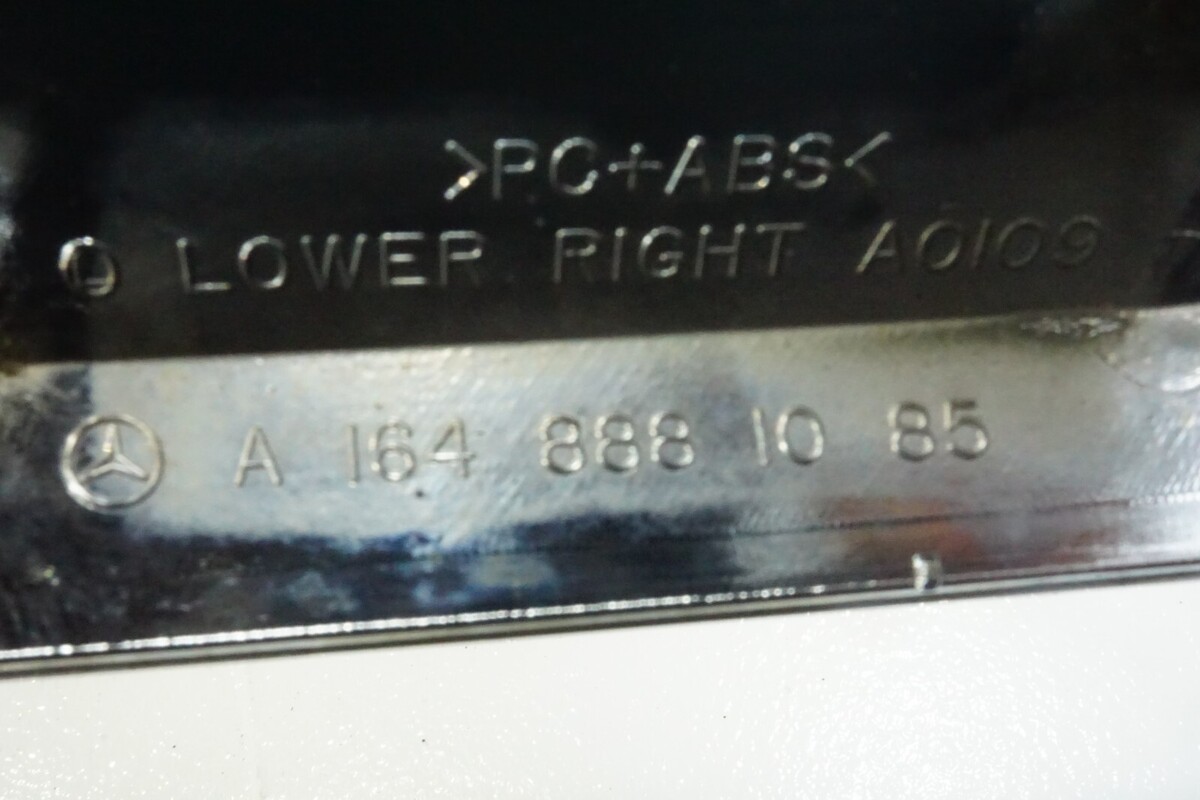 >PC+ABS<
LOWER RIGHT A0109
A 164 888 10 85